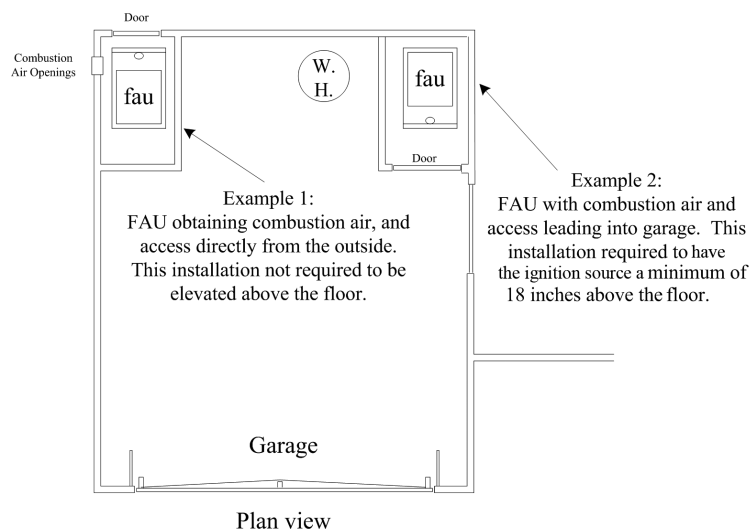 Door
Combustion
Air Openings
fau
W.
H.
fau
Door
Example 1:
FAU obtaining combustion air, and
access directly from the outside.
This installation not required to be
elevated above the floor.
Example 2:
FAU with combustion air and
access leading into garage. This
installation required to have
the ignition source a minimum of
18 inches above the floor.
Garage
Plan view